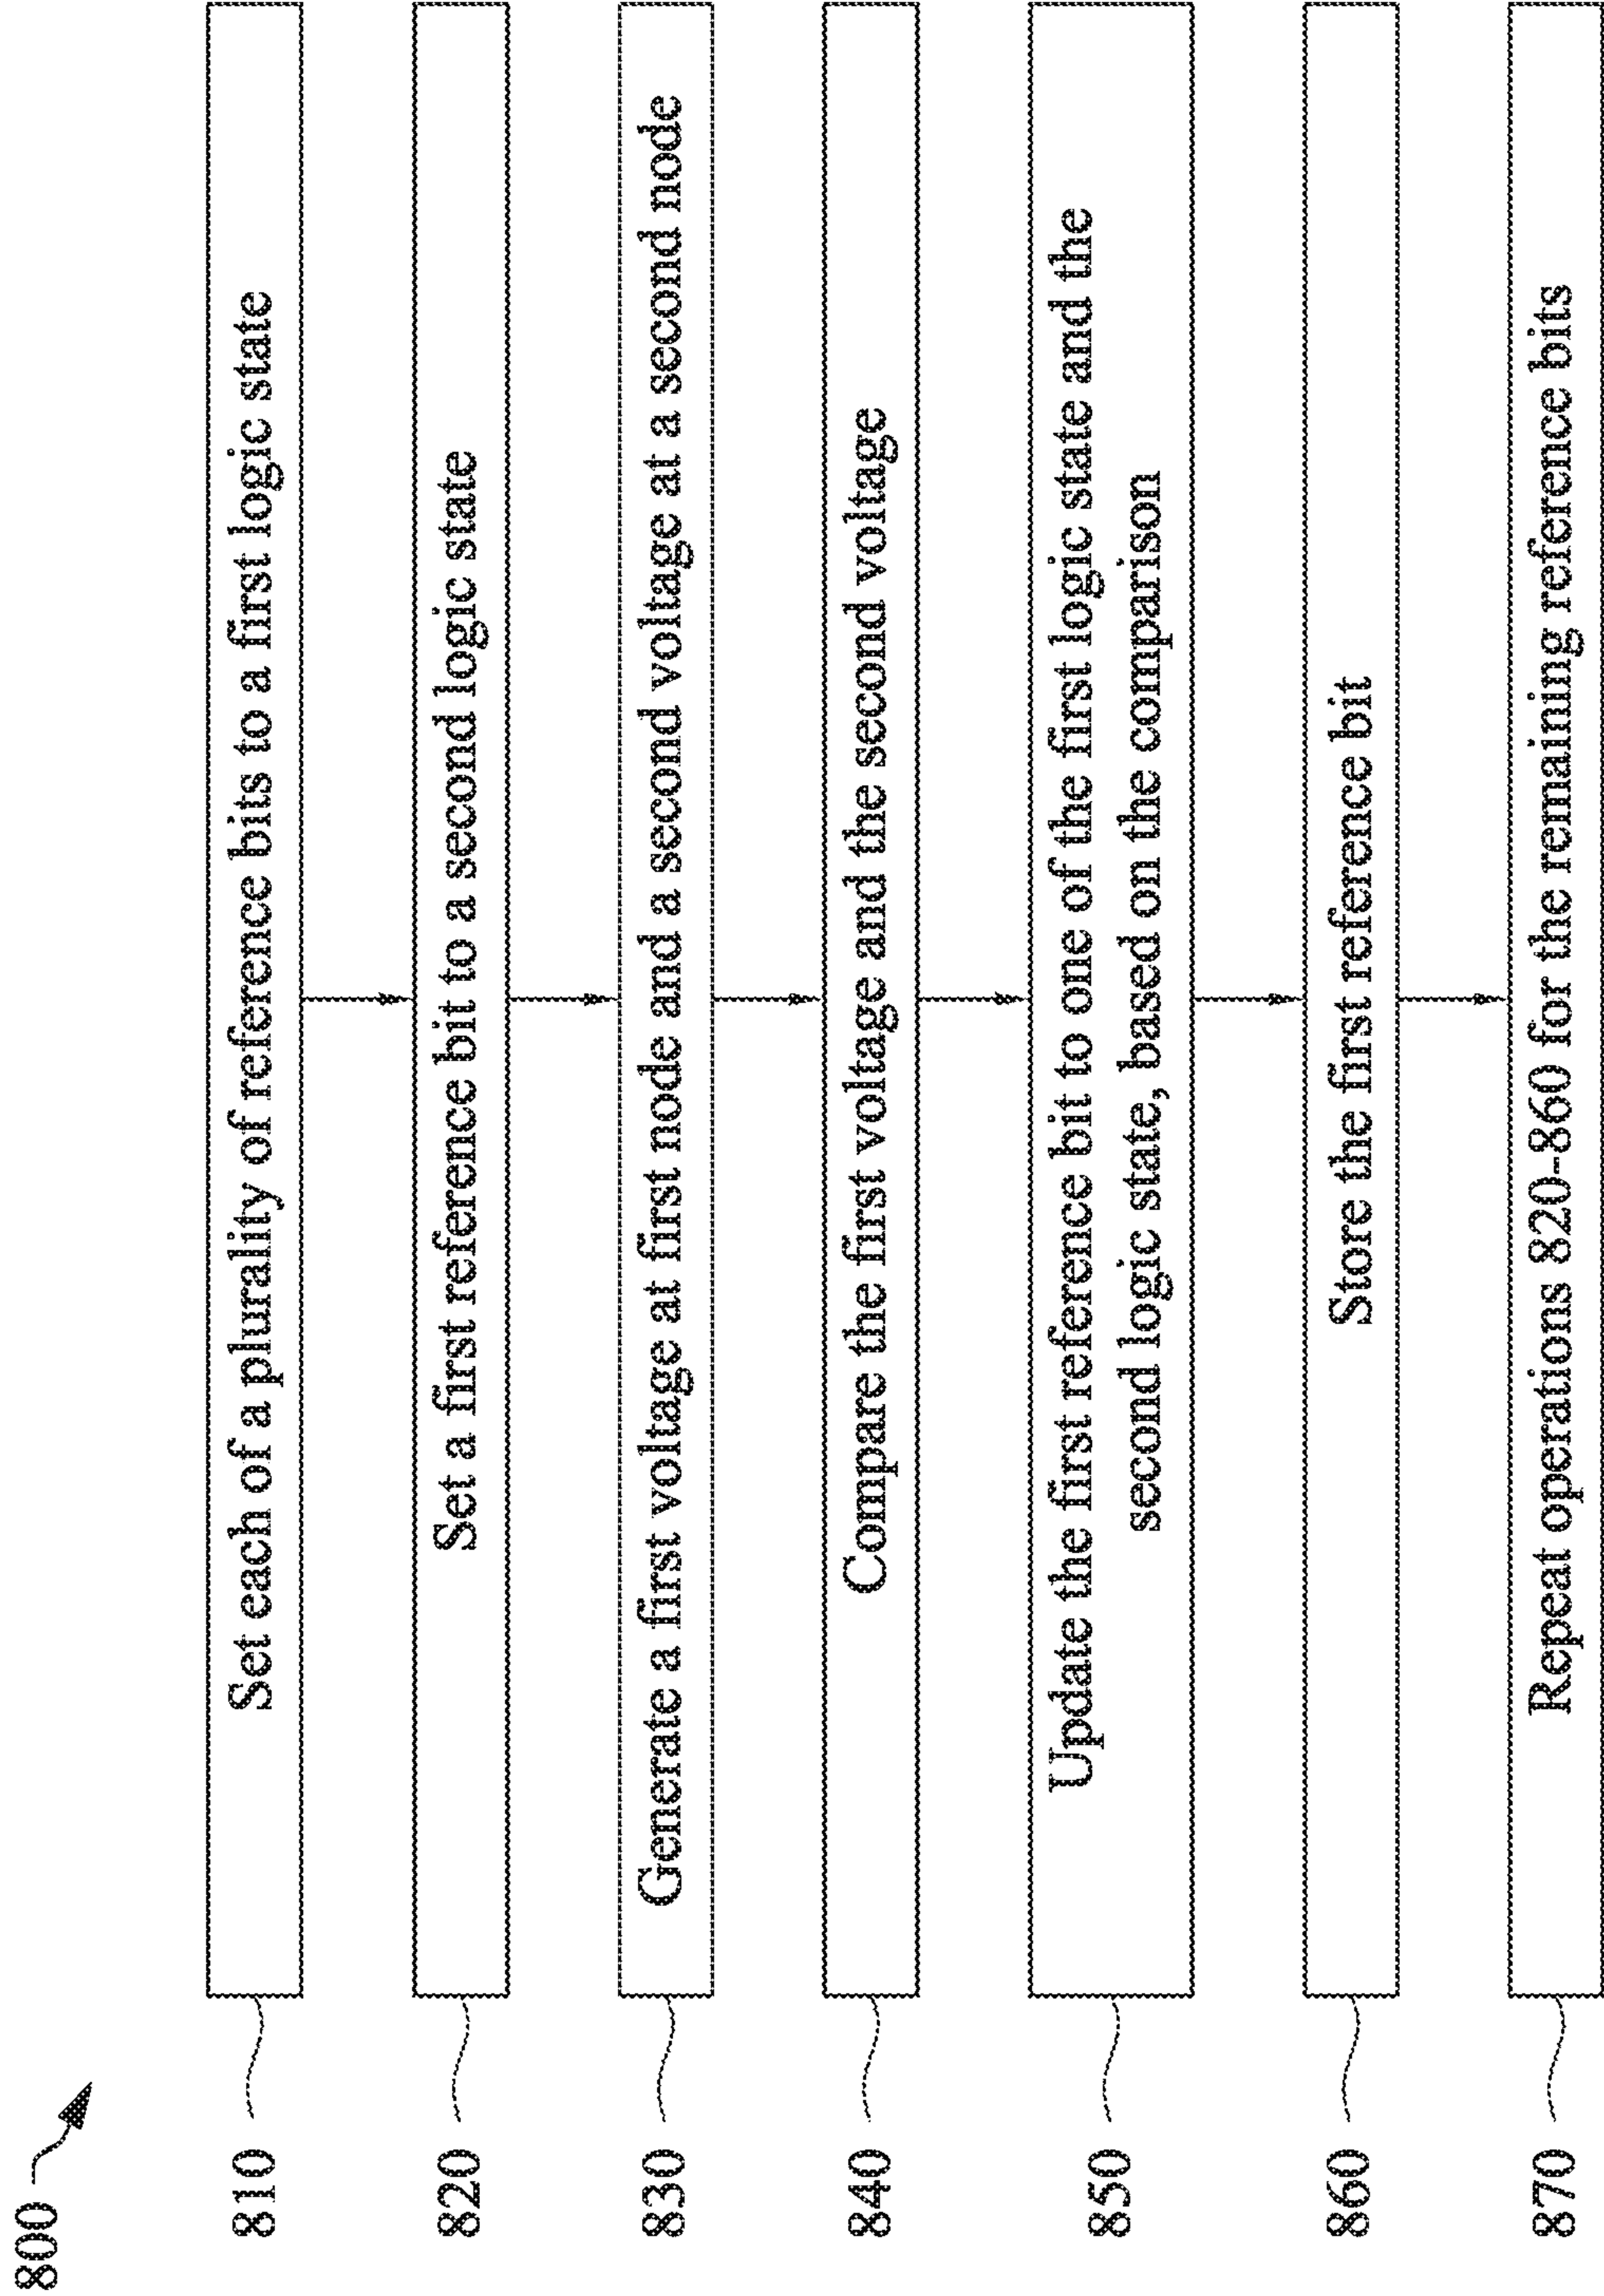 800
810
Set each of a plurality of reference bits to a first logic state
820
Set a first reference bit to a second logic state
830
Generate a first voltage at first node and a second voltage at a second node
840
Compare the first voltage and the second voltage
850
Update the first reference bit to one of the first logic state and the
second logic state, based on the comparison
860
Store the first reference bit
870
Repeat operations 820-860 for the remaining reference bits